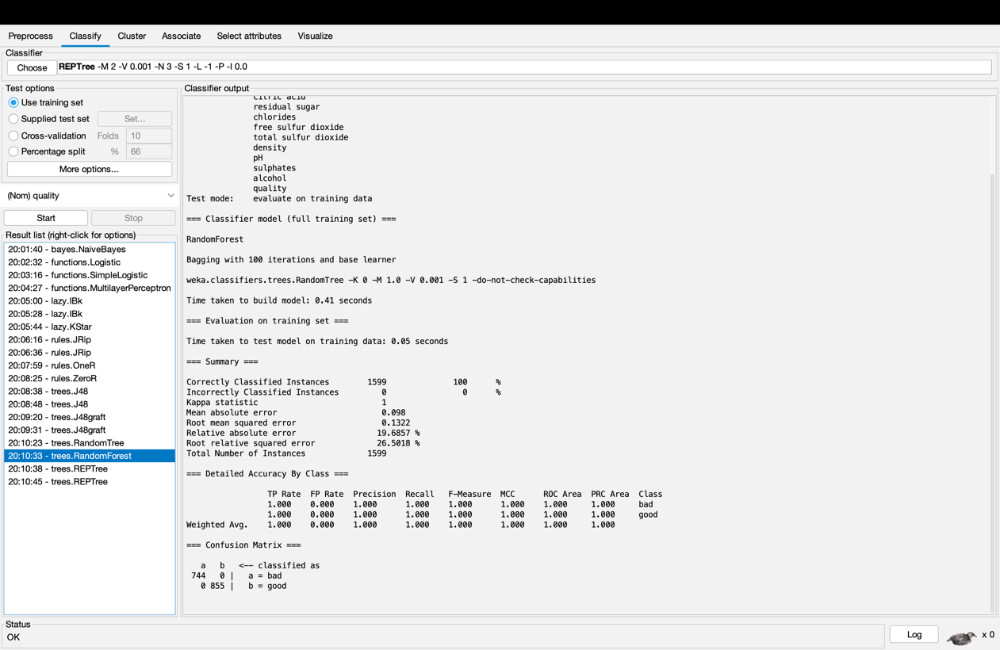 Preprocess Classify Cluster Associate Select attributes Visualize
Classifier
Choose REPTree -M 2 -V 0.001 -N 3 -S 1 -L -1 -P -I 0.0
Test options
Use training set
Supplied test set Set...
Cross-validation Folds 10
Percentage split % 66
More options...
(Nom) quality
Start Stop
Result list (right-click for options)
20:01:40 - bayes.NaiveBayes
20:02:32 - functions.Logistic
20:03:16 - functions.SimpleLogistic
20:04:27 - functions.MultilayerPerceptron
20:05:00 - lazy.IBk
20:05:28 - lazy.IBk
20:05:44 - lazy.KStar
20:06:16 - rules.JRip
20:06:36 - rules.JRip
20:07:59 - rules.OneR
20:08:25 - rules.ZeroR
20:08:38 - trees.J48
20:08:48 - trees.J48
20:09:20 - trees.J48graft
20:09:31 - trees.J48graft
20:10:23 - trees.RandomTree
20:10:33 - trees.RandomForest
20:10:38 - trees.REPTree
20:10:45 - trees.REPTree
Classifier output
citric acid
residual sugar
chlorides
free sulfur dioxide
total sulfur dioxide
density
pH
sulphates
alcohol
quality
Test mode: evaluate on training data
=== Classifier model (full training set) ===
RandomForest
Bagging with 100 iterations and base learner
weka.classifiers.trees.RandomTree -K 0 -M 1.0 -V 0.001 -S 1 -do-not-check-capabilities
Time taken to build model: 0.41 seconds
=== Evaluation on training set ===
Time taken to test model on training data: 0.05 seconds
=== Summary ===
Correctly Classified Instances 1599 100 %
Incorrectly Classified Instances 0 0 %
Kappa statistic 1
Mean absolute error 0.098
Root mean squared error 0.1322
Relative absolute error 19.6857 %
Root relative squared error 26.5018 %
Total Number of Instances 1599
=== Detailed Accuracy By Class ===
TP Rate FP Rate Precision Recall F-Measure MCC ROC Area PRC Area Class
1.000 0.000 1.000 1.000 1.000 1.000 1.000 1.000 bad
1.000 0.000 1.000 1.000 1.000 1.000 1.000 1.000 good
Weighted Avg. 1.000 0.000 1.000 1.000 1.000 1.000 1.000 1.000
=== Confusion Matrix ===
a b <-- classified as
744 0 | a = bad
0 855 | b = good
Status
OK
Log
x 0